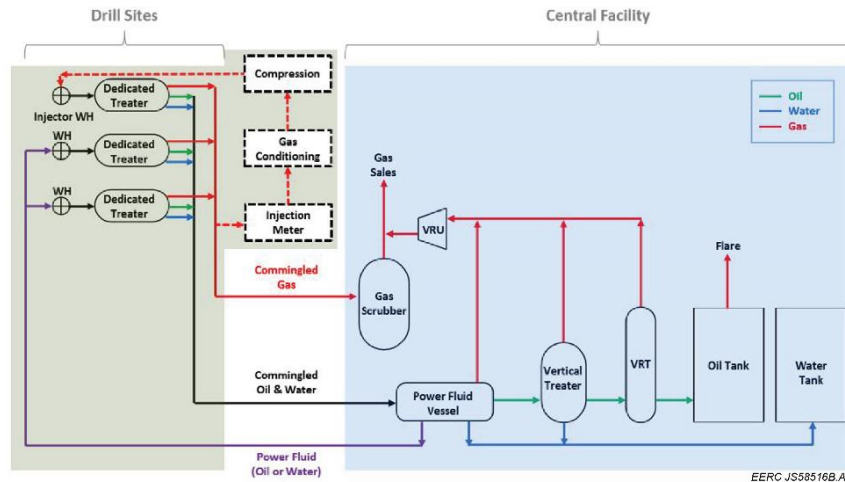 Drill Sites
Central Facility
Compression
Dedicated
Treater
Injector WH
Oil
Water
Gas
WH
Dedicated
Treater
Gas
Conditioning
Gas
Sales
WH
Dedicated
Treater
Injection
Meter
VRU
Flare
Commingled
Gas
Gas
Scrubber
Vertical
Treater
VRT
Oil Tank
Water
Tank
Commingled
Oil & Water
Power Fluid
Vessel
Power Fluid
(Oil or Water)
EERC JS58516B.AI